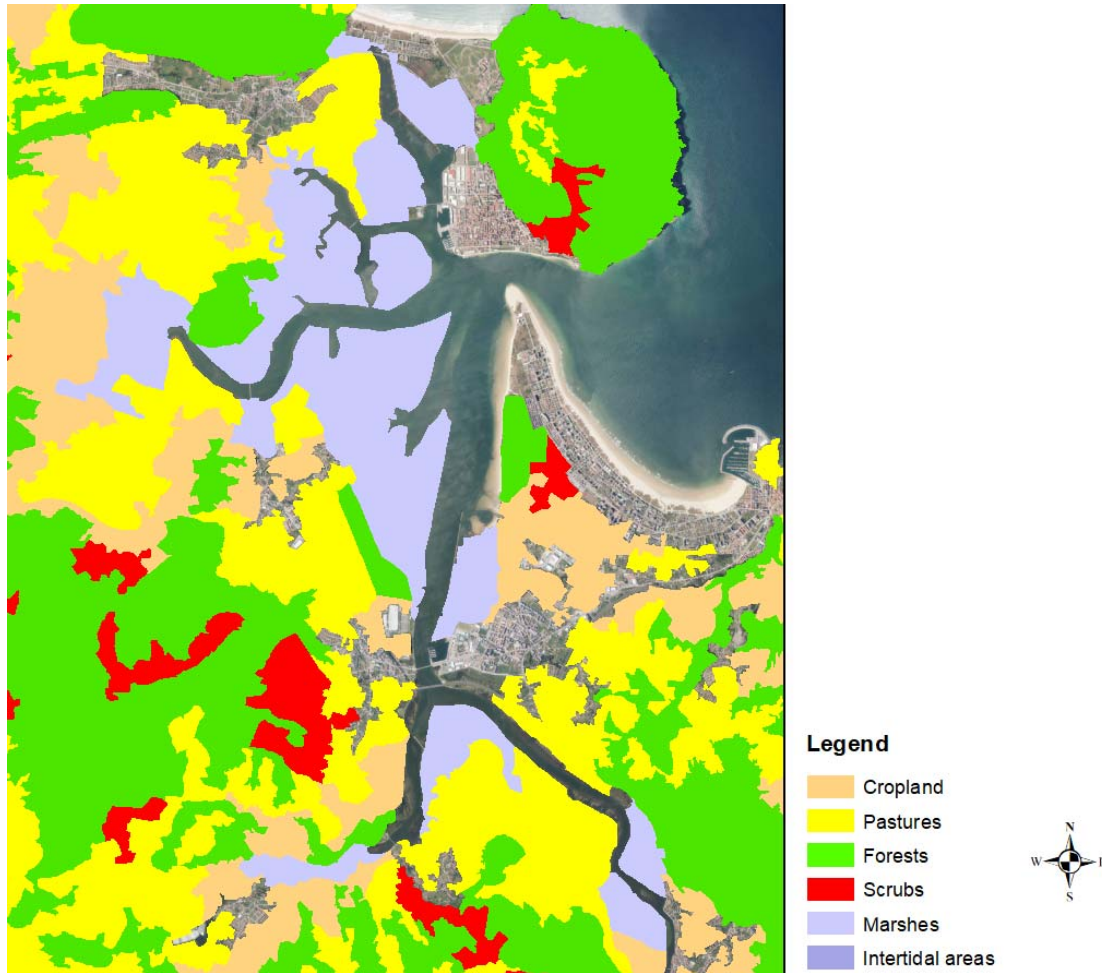 Legend
Cropland
Pastures
Forests
Scrubs
Marshes
Intertidal areas
N
W
S